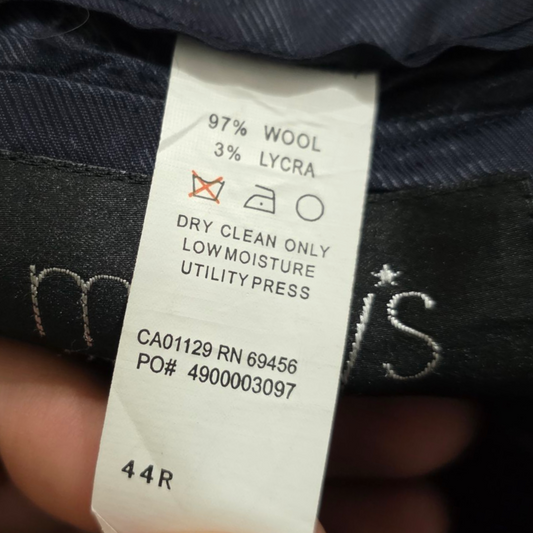 97% WOOL
3% LYCRA
DRY CLEAN ONLY
LOW MOISTURE
UTILITY PRESS
CA01129 RN 69456
PO# 4900003097
44R